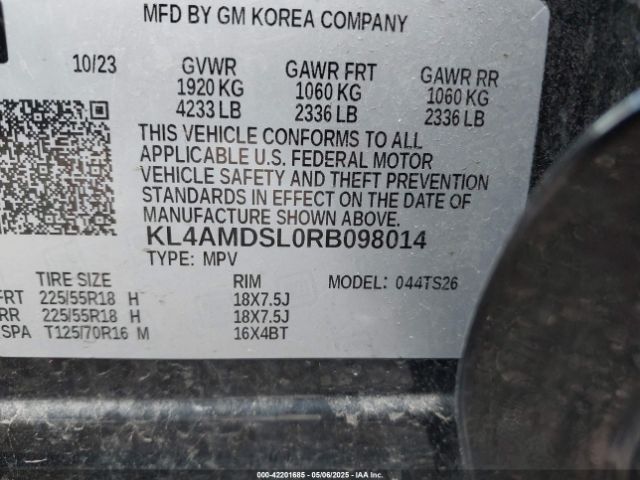 MFD BY GM KOREA COMPANY
10/23 GVWR GAWR FRT GAWR RR
1920 KG 1060 KG 1060 KG
4233 LB 2336 LB 2336 LB
THIS VEHICLE CONFORMS TO ALL
APPLICABLE U.S. FEDERAL MOTOR
VEHICLE SAFETY AND THEFT PREVENTION
STANDARDS IN EFFECT ON THE DATE OF
MANUFACTURE SHOWN ABOVE.
KL4AMDSL0RB098014
TYPE: MPV
TIRE SIZE RIM MODEL: 044TS26
FRT 225/55R18 H 18X7.5J
RR 225/55R18 H 18X7.5J
SPA T125/70R16 M 16X4BT
000-42201685 - 05/06/2025 - IAAI.COM